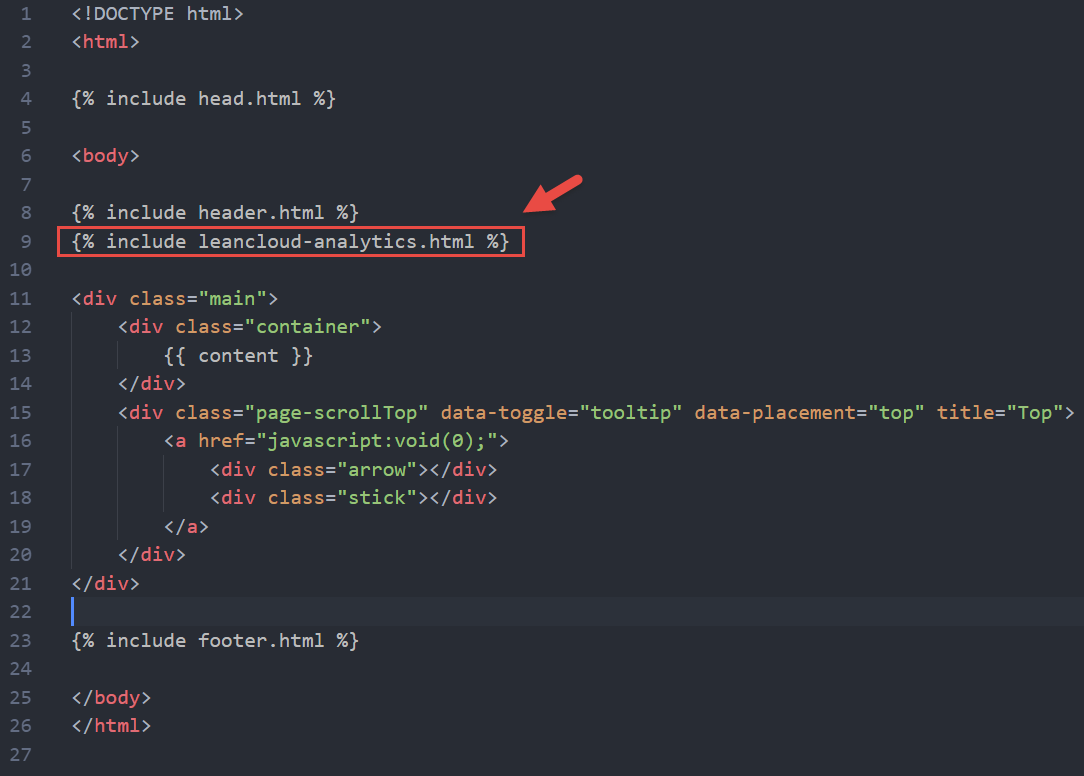 1 <!DOCTYPE html>
2 <html>
3
4 {% include head.html %}
5
6 <body>
7
8 {% include header.html %}
9 {% include leancloud-analytics.html %}
10
11 <div class="main">
12     <div class="container">
13         {{ content }}
14     </div>
15     <div class="page-scrollTop" data-toggle="tooltip" data-placement="top" title="Top">
16         <a href="javascript:void(0);">
17             <div class="arrow"></div>
18             <div class="stick"></div>
19         </a>
20     </div>
21 </div>
22
23 {% include footer.html %}
24
25 </body>
26 </html>
27